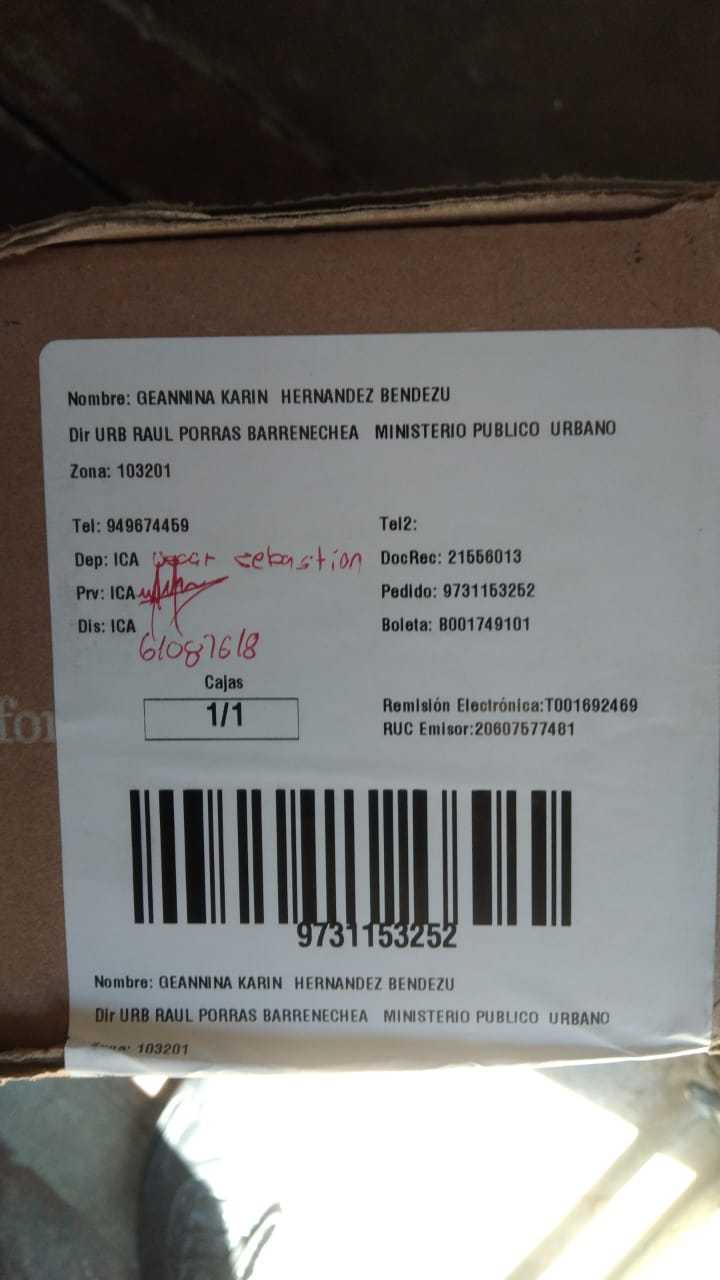 Nombre: GEANNINA KARIN HERNANDEZ BENDEZU
Dir URB RAUL PORRAS BARRENECHEA MINISTERIO PUBLICO URBANO
Zona: 103201
Tel: 949674459 Tel2:
Dep: ICA sebastion DocRec: 21556013
Prv: ICA Pedido: 9731153252
Dis: ICA Boleta: B001749101
61087618
Cajas
1/1
Remisión Electrónica:T001692469
RUC Emisor:20607577481
9731153252
Nombre: GEANNINA KARIN HERNANDEZ BENDEZU
Dir URB RAUL PORRAS BARRENECHEA MINISTERIO PUBLICO URBANO
103201